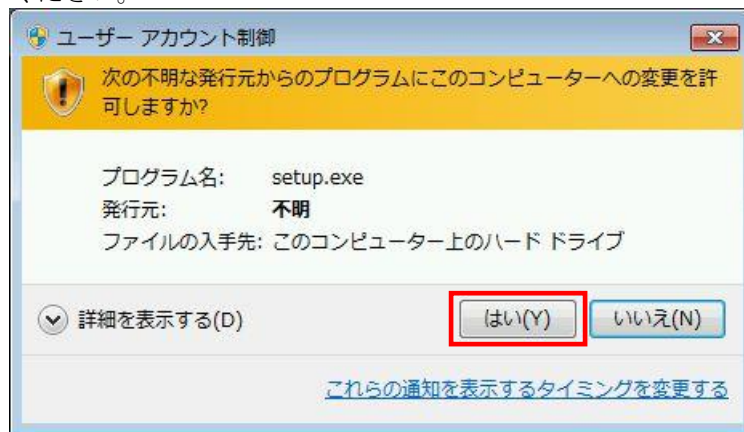 ください。
ユーザー アカウント制御
次の不明な発行元からのプログラムにこのコンピューターへの変更を許
可しますか?
プログラム名: setup.exe
発行元: 不明
ファイルの入手先: このコンピューター上のハード ドライブ
詳細を表示する(D) はい(Y) いいえ(N)
これらの通知を表示するタイミングを変更する